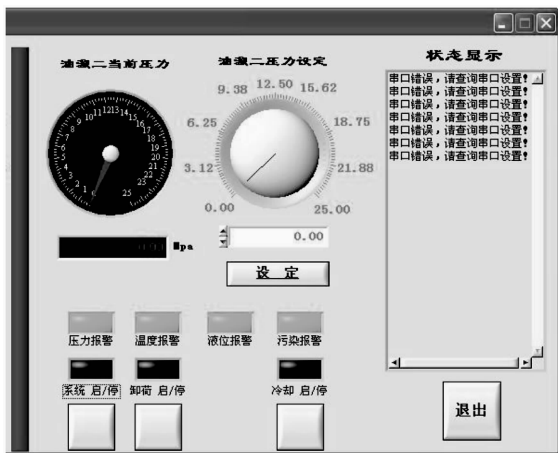 油源二当前压力
油源二压力设定
状态显示
9.38 12.50 15.62
6.25 18.75
3.12 21.88
0.00 25.00
0.00
Mpa
设 定
串口错误，请查询串口设置！
串口错误，请查询串口设置！
串口错误，请查询串口设置！
串口错误，请查询串口设置！
串口错误，请查询串口设置！
串口错误，请查询串口设置！
串口错误，请查询串口设置！
压力报警 温度报警 液位报警 污染报警
系统 启/停 卸荷 启/停 冷却 启/停
退出